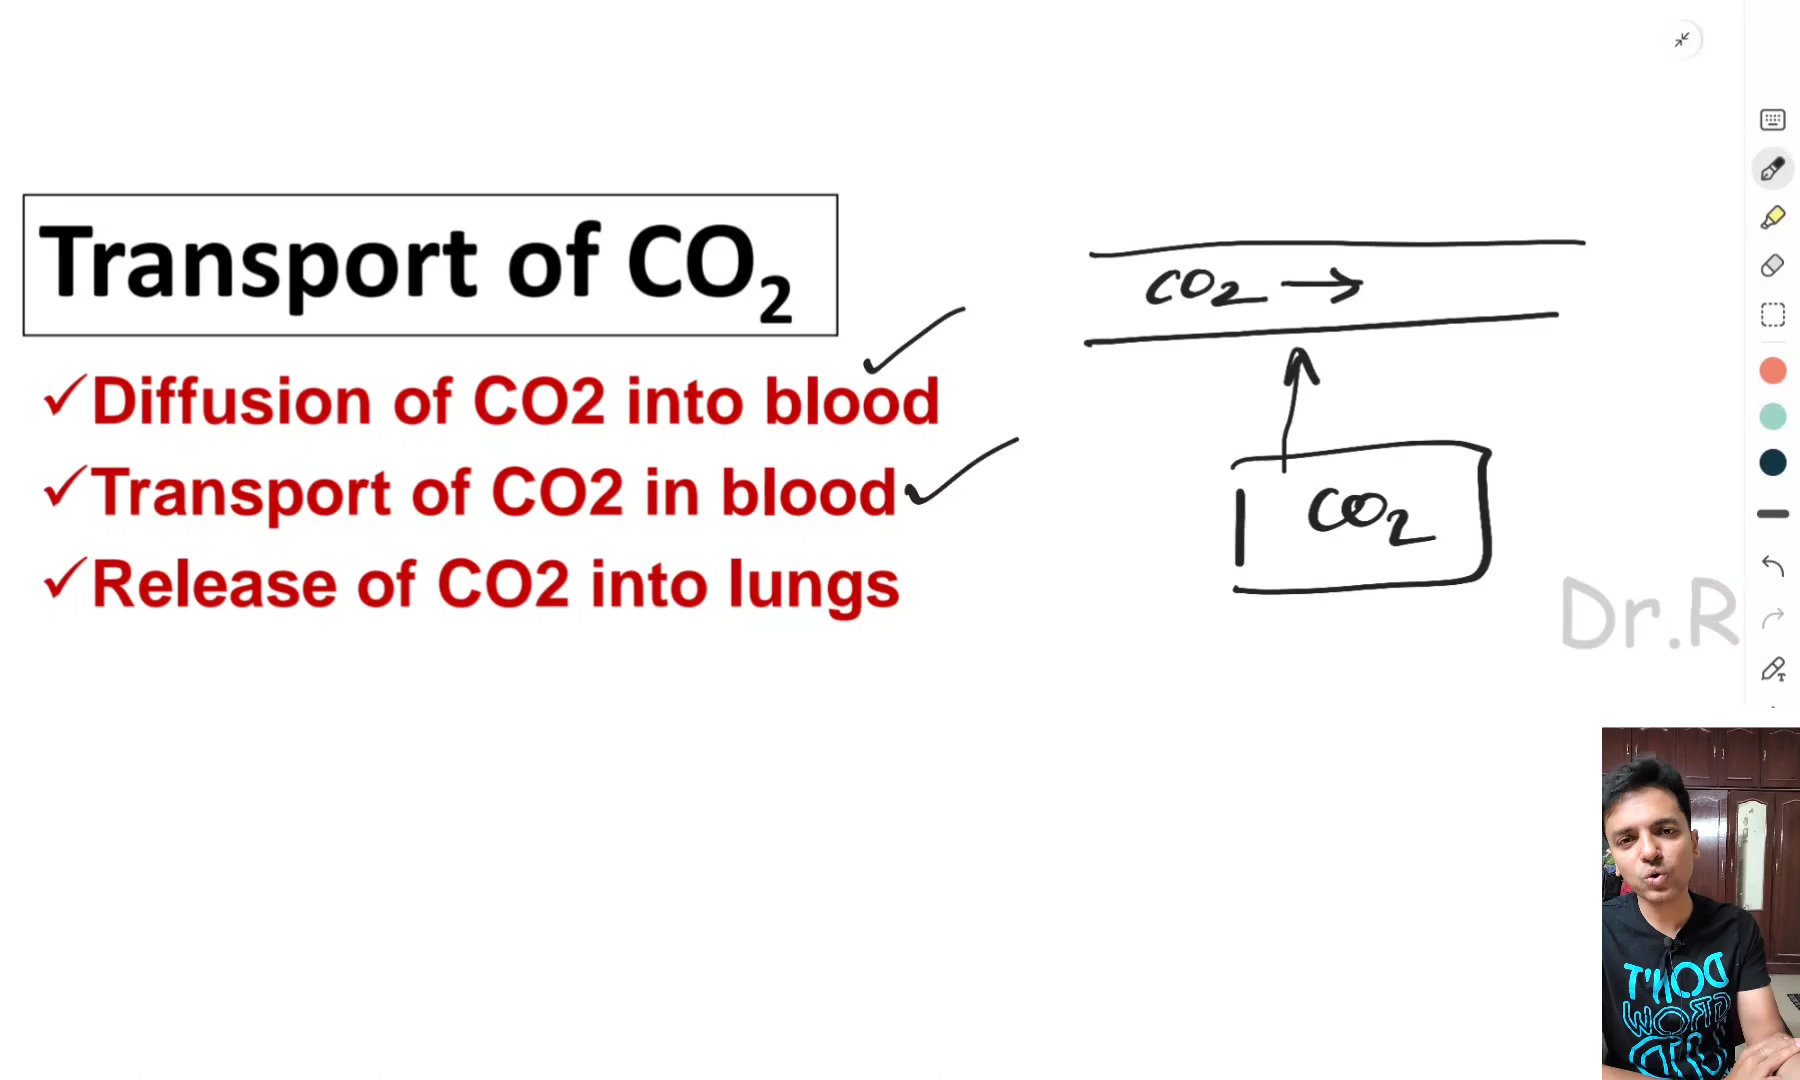 Transport of CO₂
✓Diffusion of CO2 into blood
✓Transport of CO2 in blood
✓Release of CO2 into lungs
CO2 →
CO2
Dr.R
DON'T